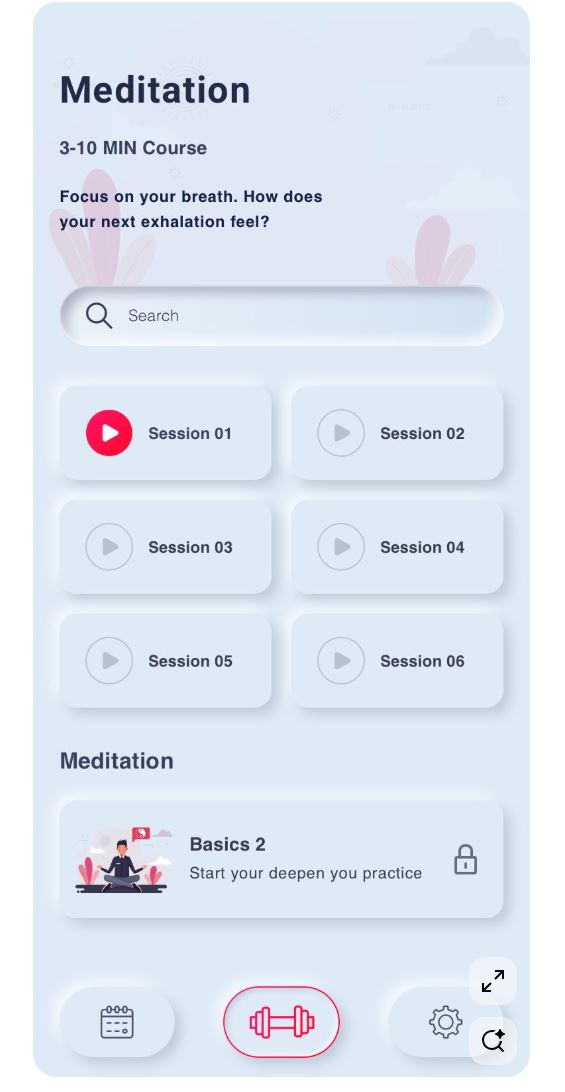 Meditation
3-10 MIN Course
Focus on your breath. How does
your next exhalation feel?
Search
Session 01
Session 02
Session 03
Session 04
Session 05
Session 06
Meditation
Basics 2
Start your deepen you practice